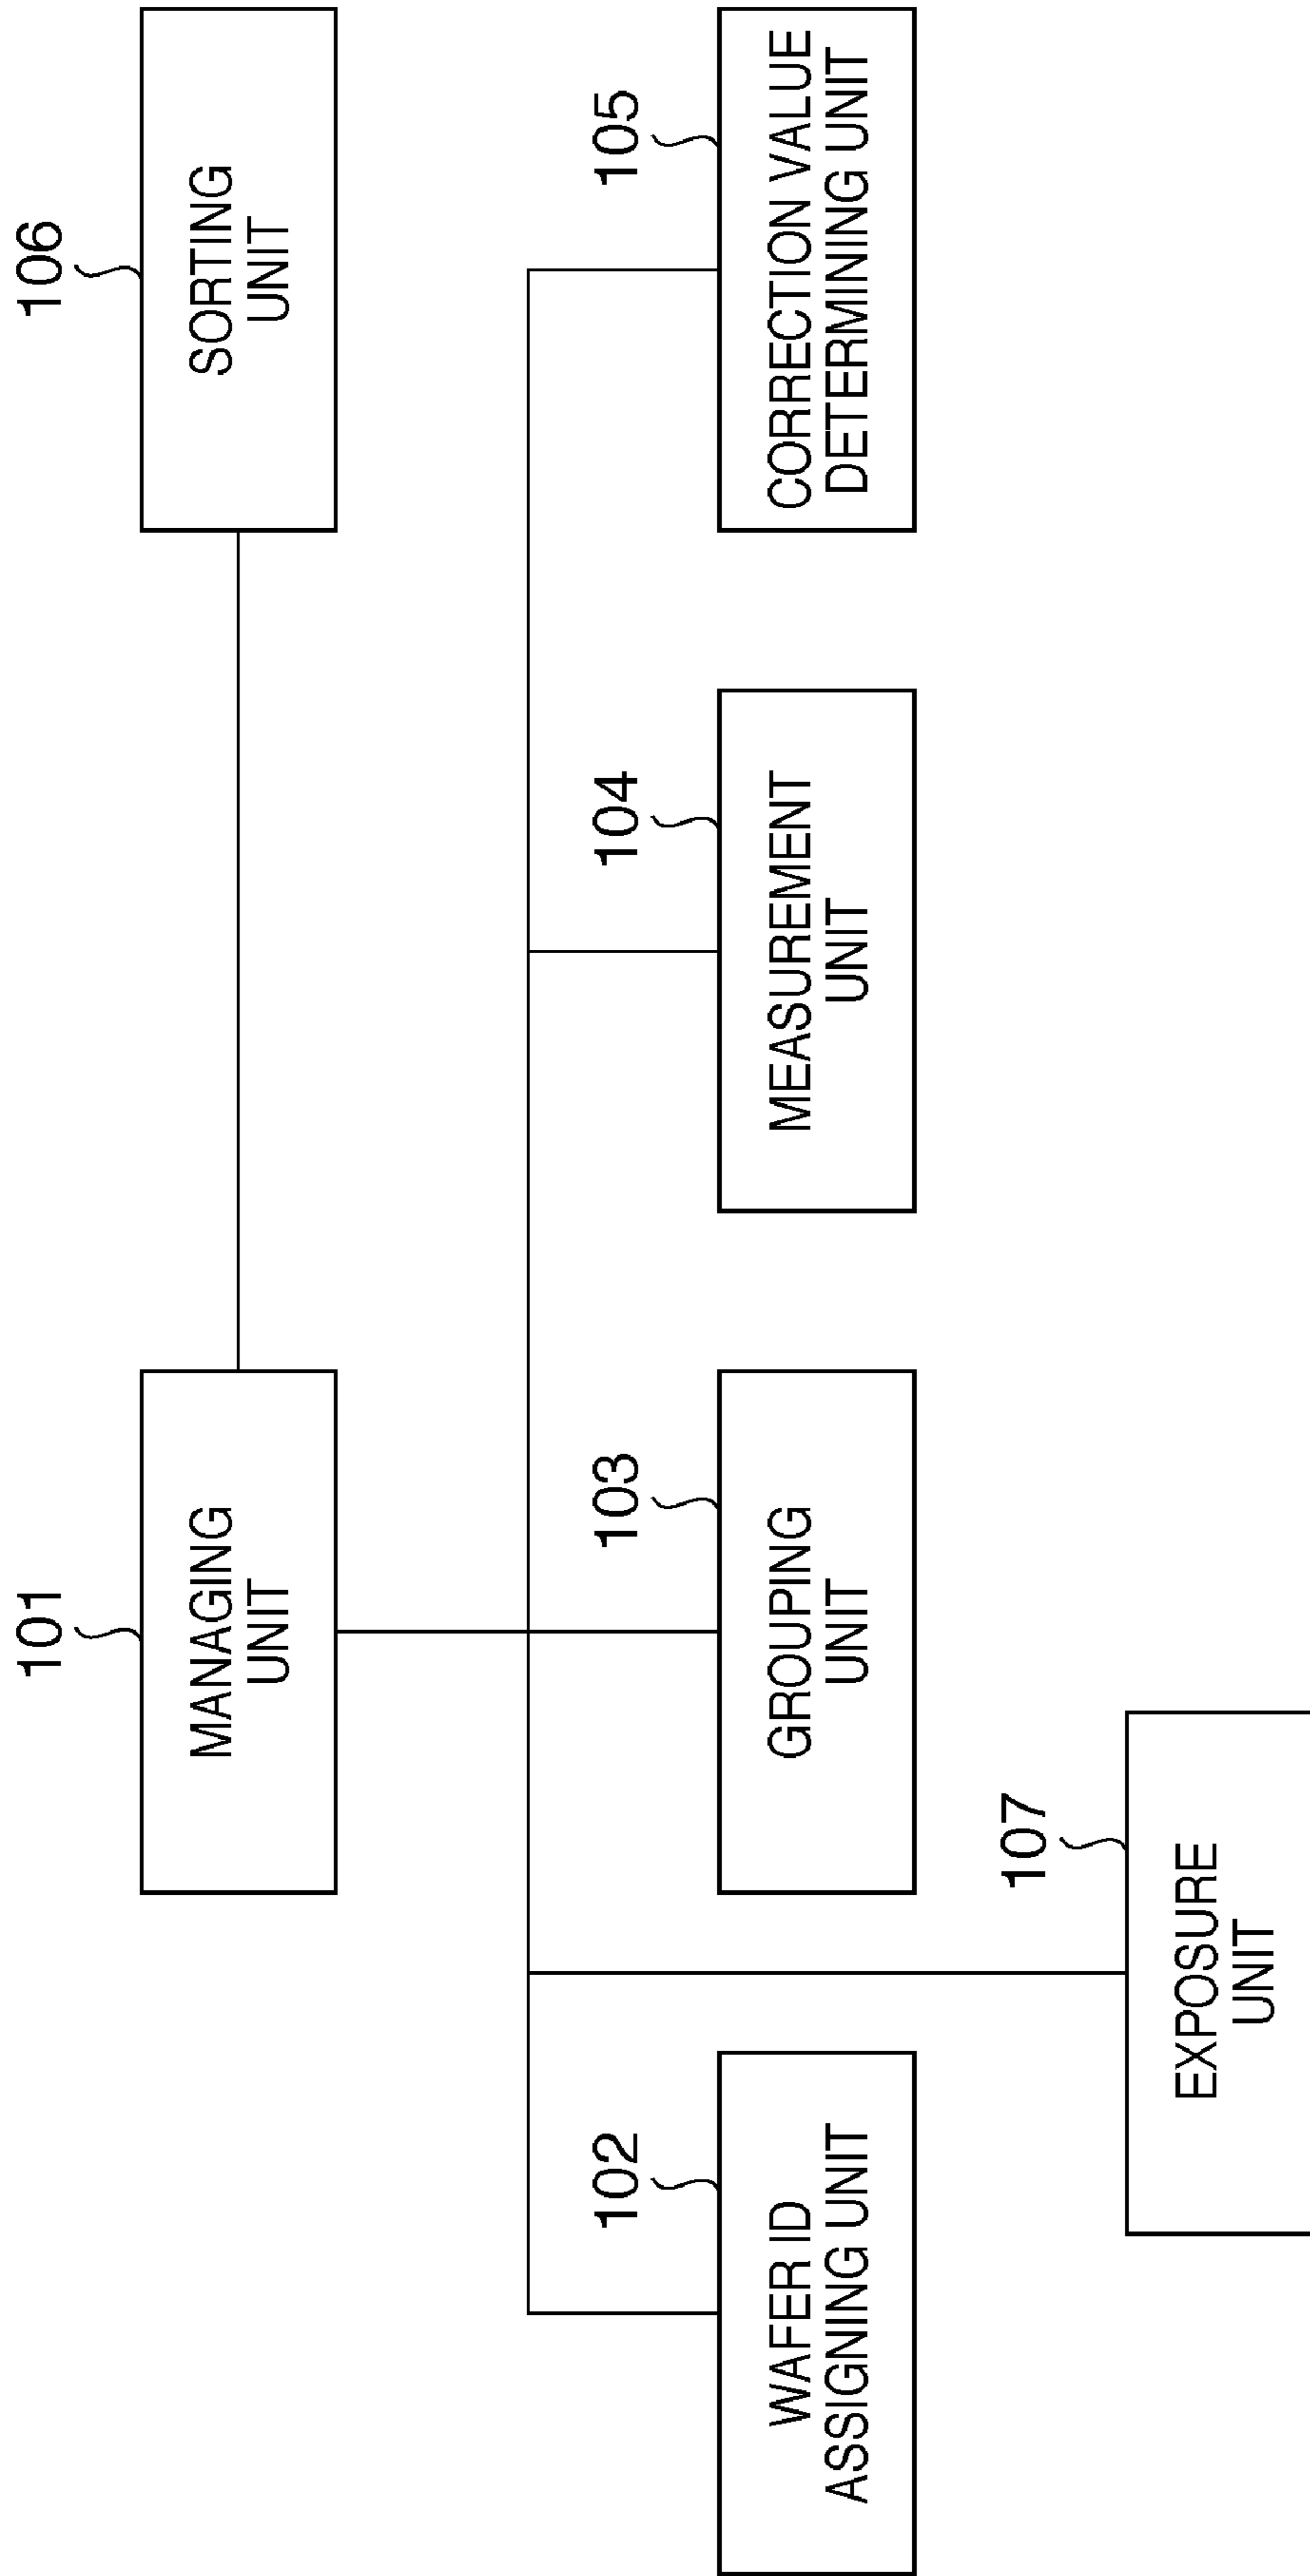 101
MANAGING
UNIT
106
SORTING
UNIT
102
WAFER ID
ASSIGNING UNIT
103
GROUPING
UNIT
104
MEASUREMENT
UNIT
105
CORRECTION VALUE
DETERMINING UNIT
107
EXPOSURE
UNIT